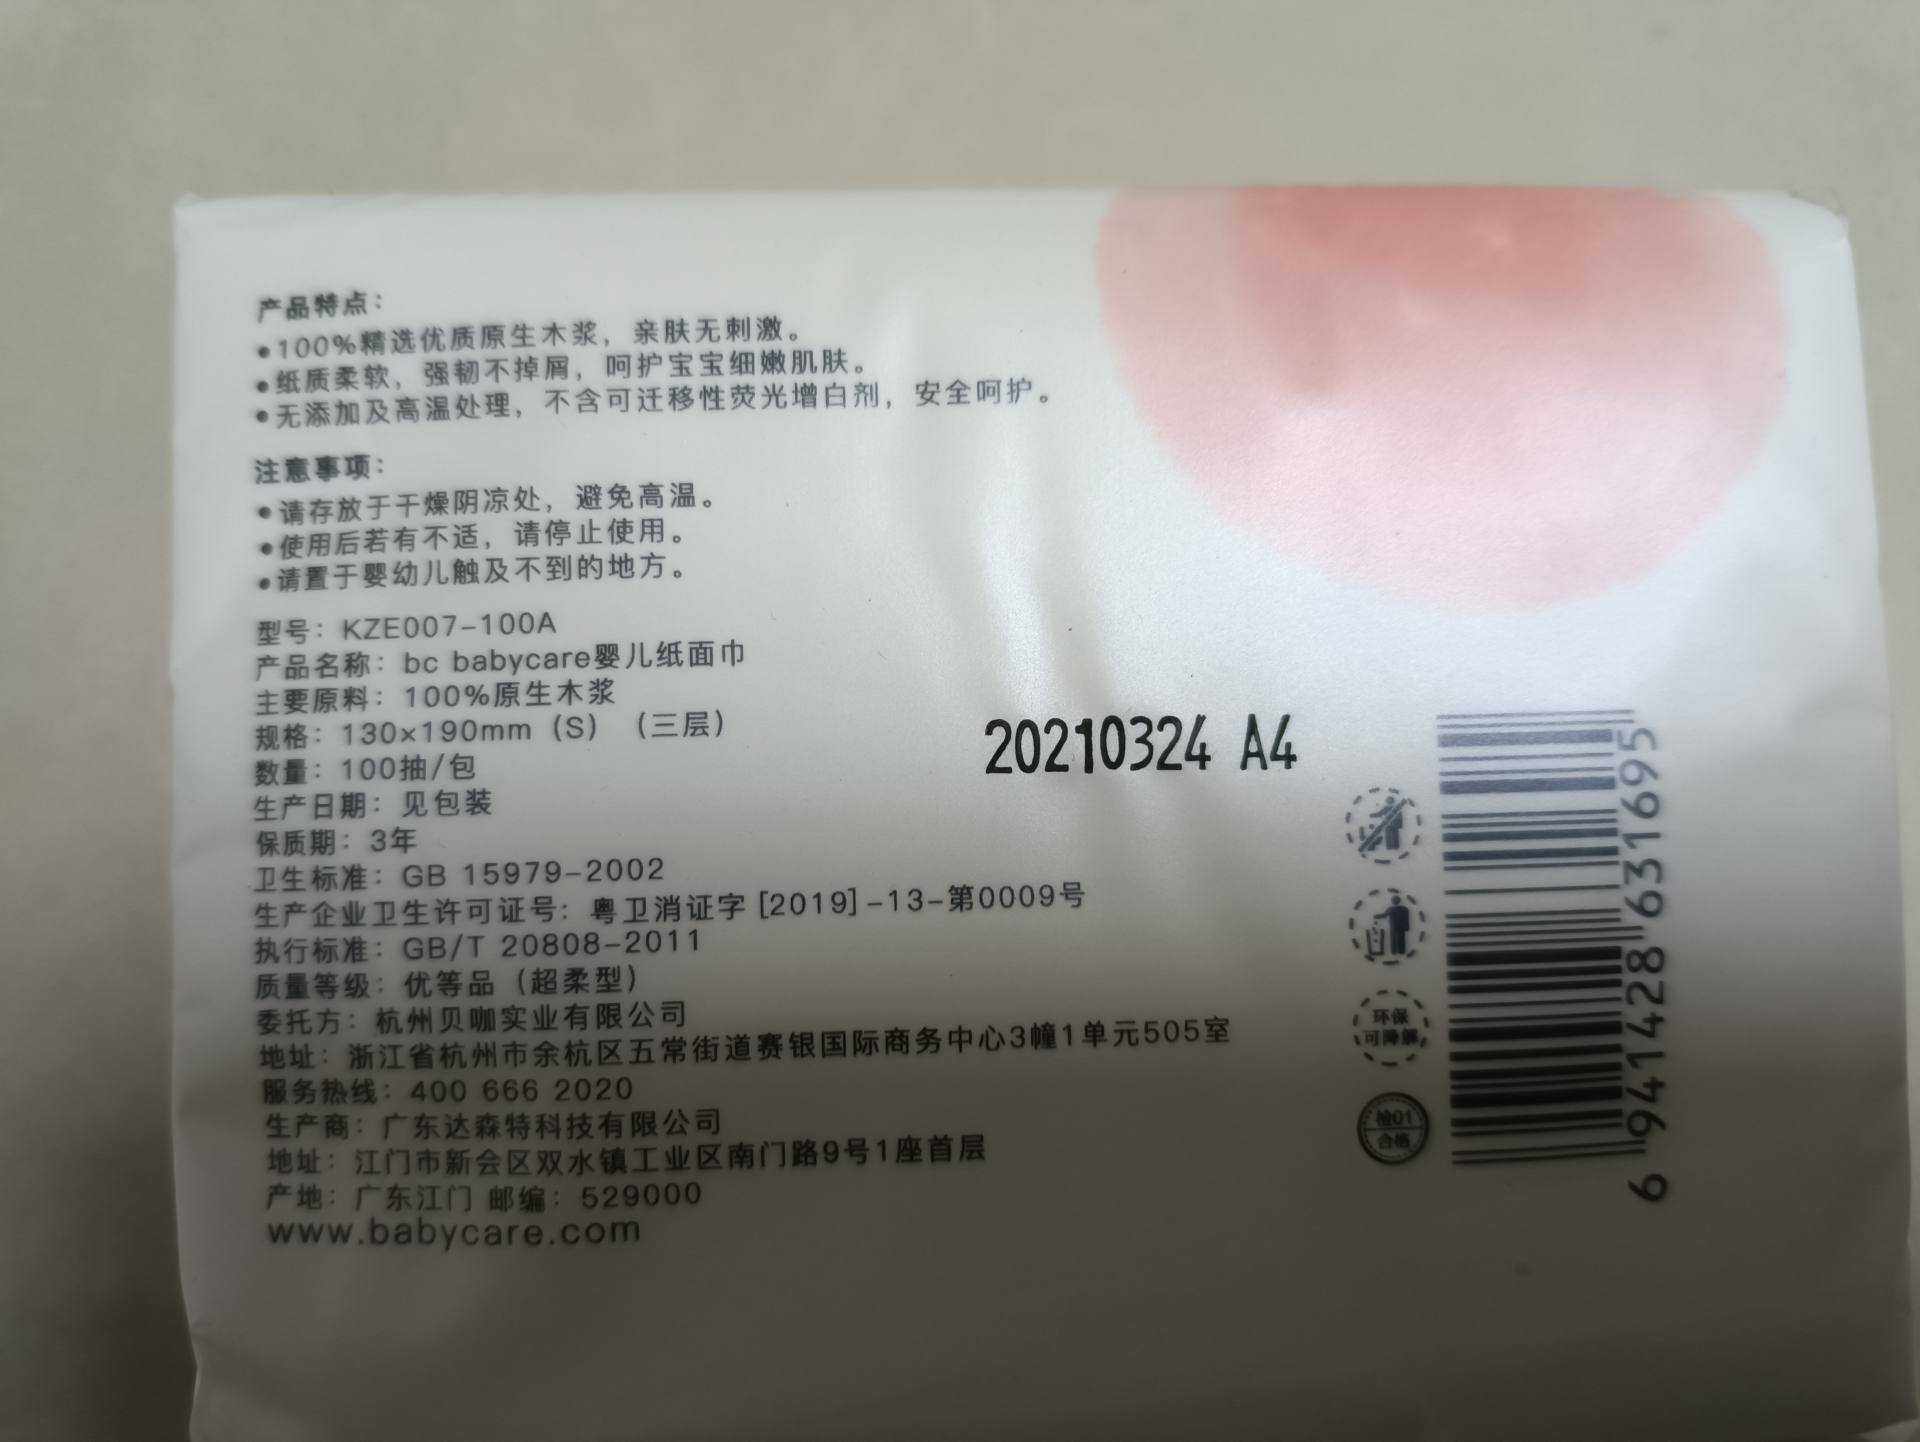 产品特点：
•100%精选优质原生木浆，亲肤无刺激。
•纸质柔软，强韧不掉屑，呵护宝宝细嫩肌肤。
•无添加及高温处理，不含可迁移性荧光增白剂，安全呵护。
注意事项：
•请存放于干燥阴凉处，避免高温。
•使用后若有不适，请停止使用。
•请置于婴幼儿触及不到的地方。
型号：KZE007-100A
产品名称：bc babycare婴儿纸面巾
主要原料：100%原生木浆
规格：130×190mm（S）（三层）
数量：100抽/包
生产日期：见包装
保质期：3年
卫生标准：GB 15979-2002
生产企业卫生许可证号：粤卫消证字 [2019]-13-第0009号
执行标准：GB/T 20808-2011
质量等级：优等品（超柔型）
委托方：杭州贝咖实业有限公司
地址：浙江省杭州市余杭区五常街道赛银国际商务中心3幢1单元505室
服务热线：400 666 2020
生产商：广东达森特科技有限公司
地址：江门市新会区双水镇工业区南门路9号1座首层
产地：广东江门 邮编：529000
www.babycare.com
20210324 A4
环保
可降解
检01
合格
6941428631695